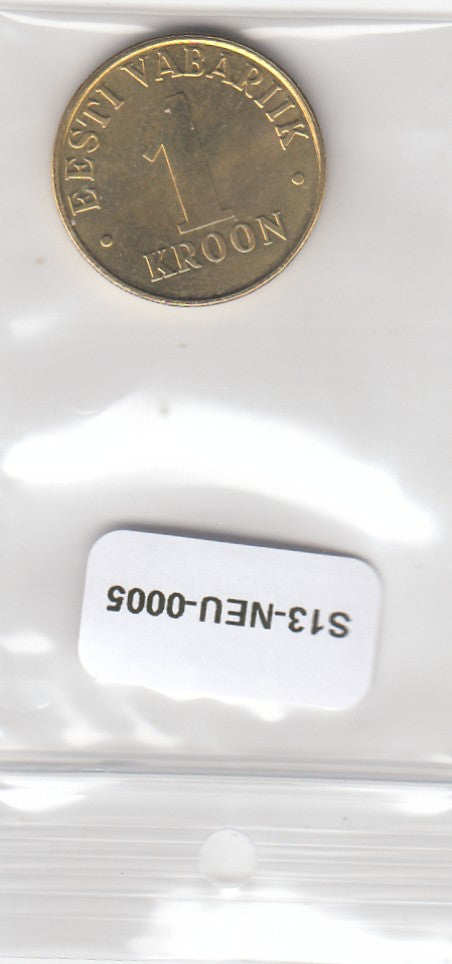 EESTI VABARIIK
1
KROON
S13-NEU-0005